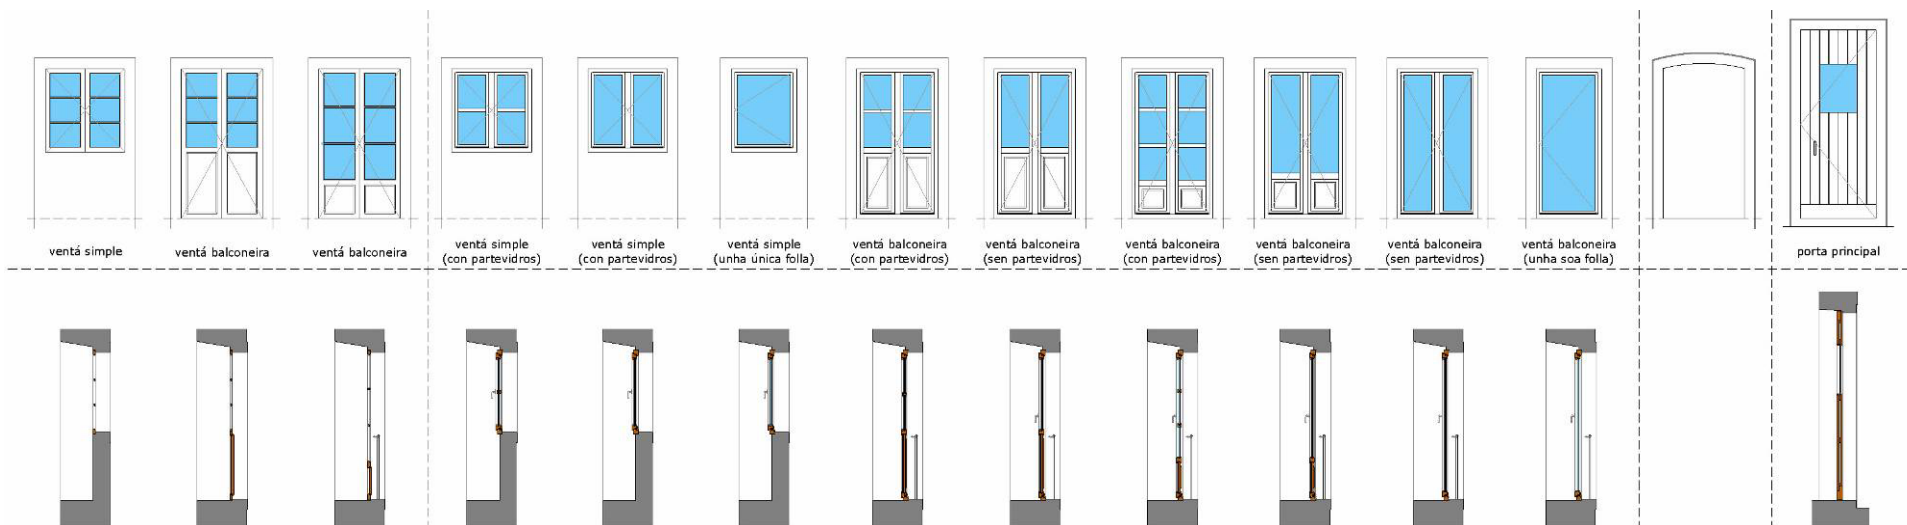 ventá simple
ventá balconeira
ventá balconeira
ventá simple
(con partevidros)
ventá simple
(con partevidros)
ventá simple
(unha única folla)
ventá balconeira
(con partevidros)
ventá balconeira
(sen partevidros)
ventá balconeira
(con partevidros)
ventá balconeira
(sen partevidros)
ventá balconeira
(sen partevidros)
ventá balconeira
(unha soa folla)
porta principal